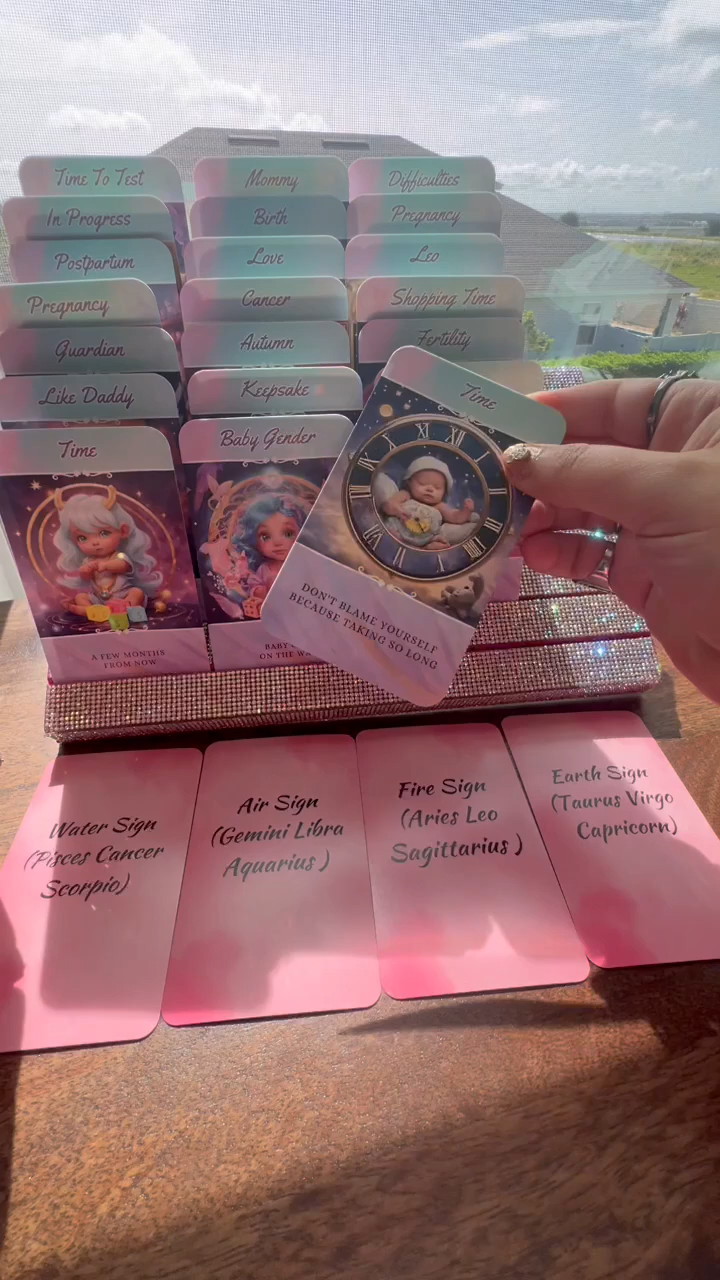 Time To Test
In Progress
Postpartum
Pregnancy
Guardian
Like Daddy
Time
A FEW MONTHS
FROM NOW
Mommy
Birth
Love
Cancer
Autumn
Keepsake
Baby Gender
BABY
ON THE
Difficulties
Pregnancy
Leo
Shopping Time
Fertility
Time
DON'T BLAME YOURSELF
BECAUSE TAKING SO LONG
Water Sign
(Pisces Cancer
Scorpio)
Air Sign
(Gemini Libra
Aquarius)
Fire Sign
(Aries Leo
Sagittarius )
Earth Sign
(Taurus Virgo
Capricorn)